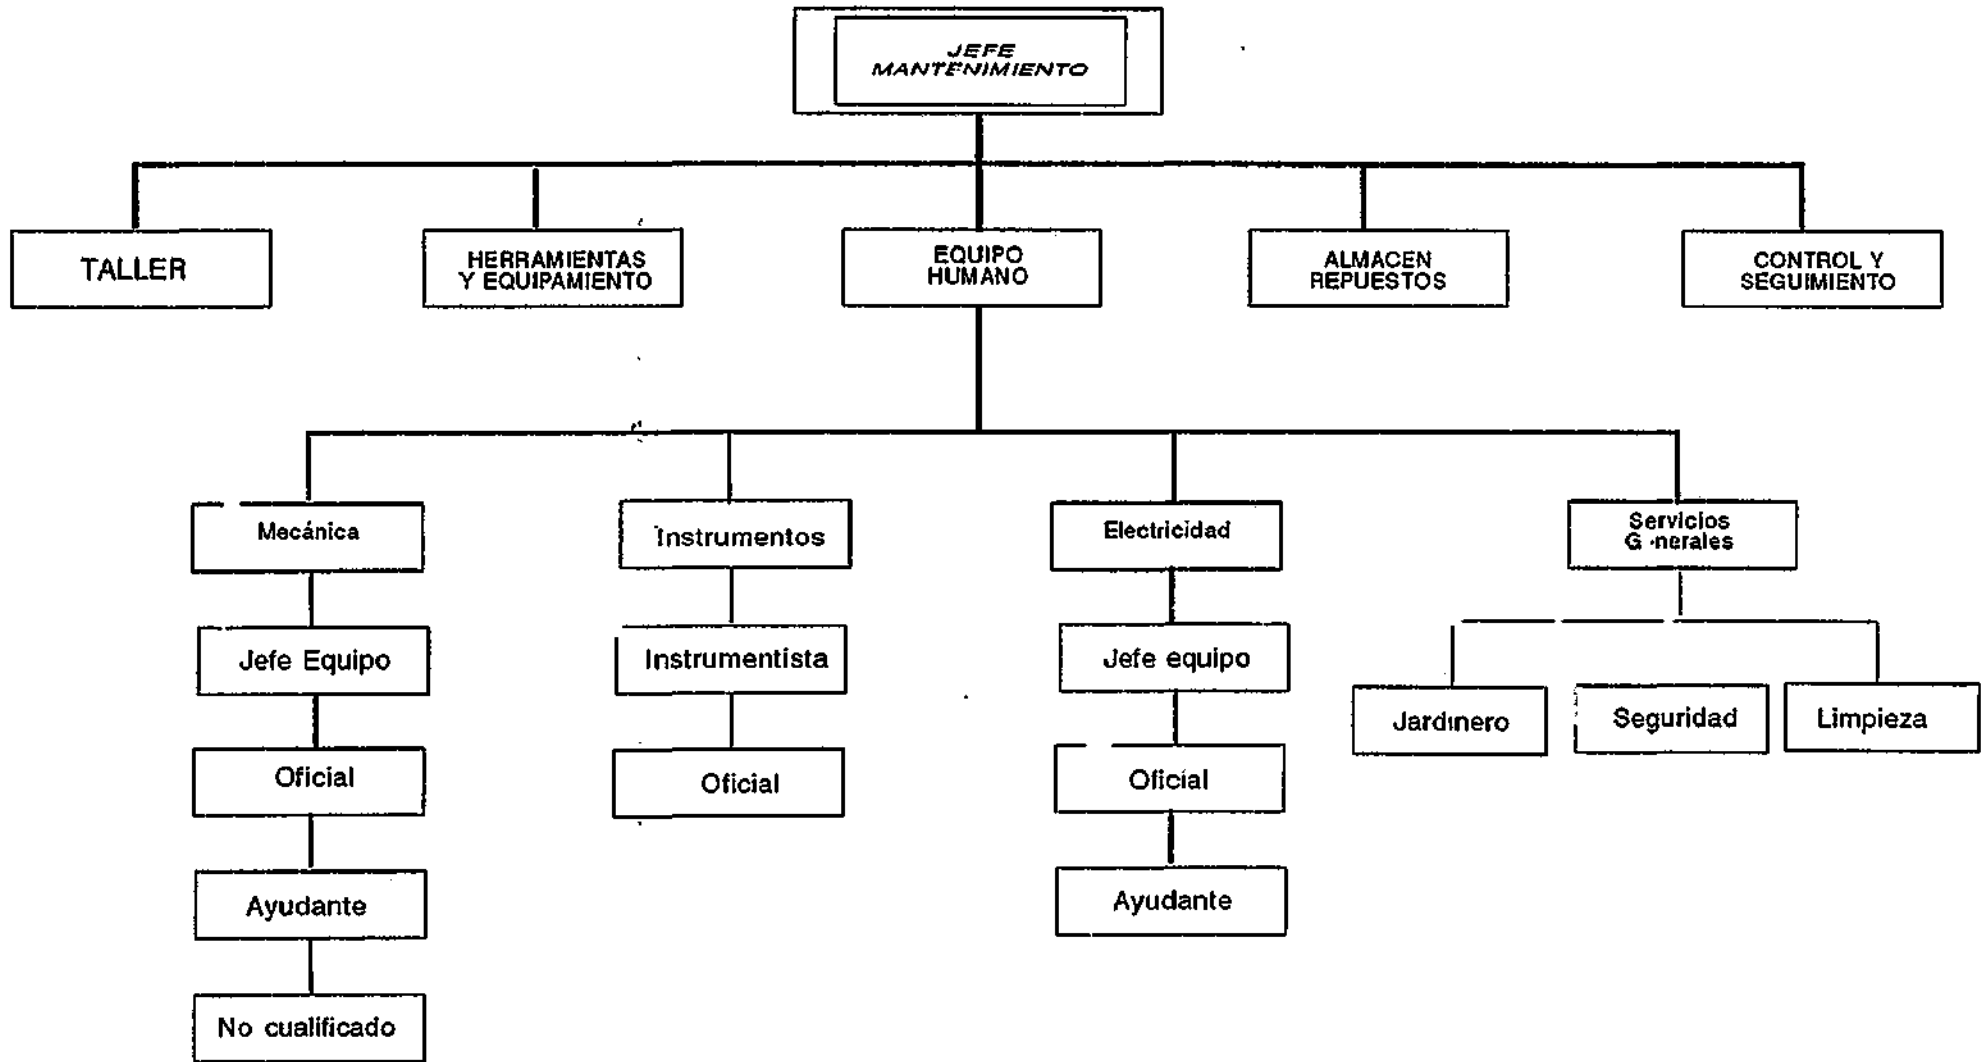 JEFE
MANTENIMIENTO
TALLER
HERRAMIENTAS
Y EQUIPAMIENTO
EQUIPO
HUMANO
ALMACEN
REPUESTOS
CONTROL Y
SEGUIMIENTO
Mecánica
Instrumentos
Electricidad
Servicios
G nerales
Jefe Equipo
Instrumentista
Jefe equipo
Jardinero
Seguridad
Limpieza
Oficial
Oficial
Oficial
Ayudante
Ayudante
No cualificado